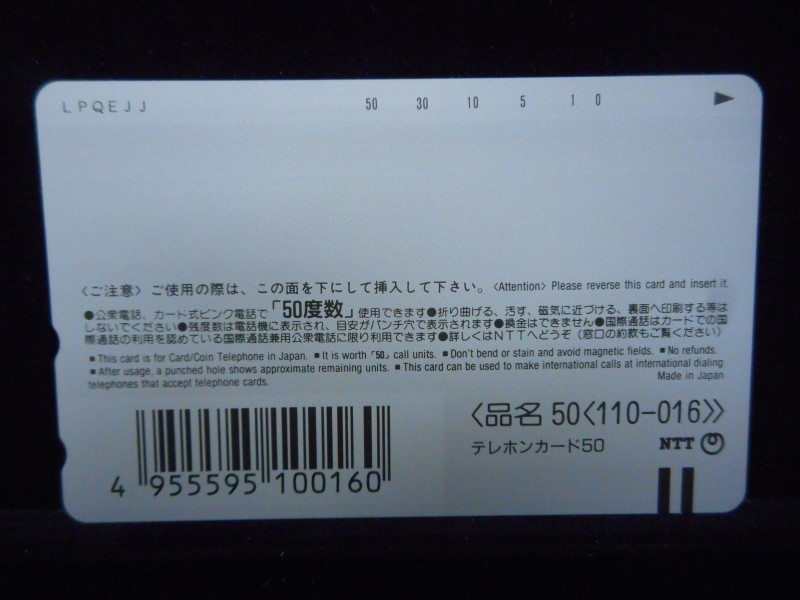 LPQEJJ 50 30 10 5 1 0
〈ご注意〉ご使用の際は、この面を下にして挿入して下さい。〈Attention〉Please reverse this card and insert it.
●公衆電話、カード式ピンク電話で「50度数」使用できます●折り曲げる、汚す、磁気に近づける、裏面へ印刷する等は
しないでください●残度数は電話機に表示され、目安がパンチ穴で表示されます●換金はできません●国際通話はカードでの国
際通話の利用を認めている国際通話兼用公衆電話に限り利用できます●詳しくはNTTへどうぞ（窓口の約款もご覧ください）
■This card is for Card/Coin Telephone in Japan. ■It is worth「50」call units. ■Don't bend or stain and avoid magnetic fields. ■No refunds.
■After usage, a punched hole shows approximate remaining units. ■This card can be used to make international calls at international dialing
telephones that accept telephone cards. Made in Japan
〈品名 50〈110-016〉〉
テレホンカード50 NTT
4 955595 100160